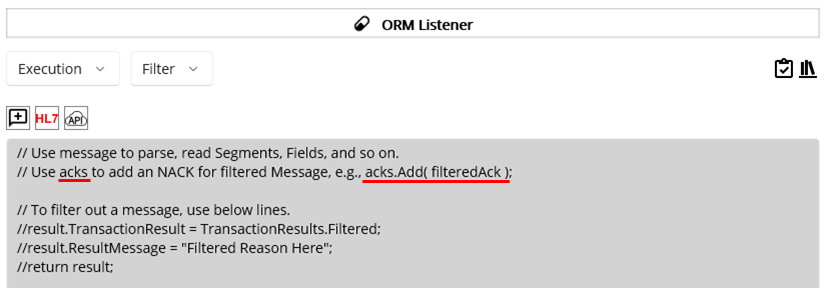 ORM Listener
Execution
Filter
HL7
API
// Use message to parse, read Segments, Fields, and so on.
// Use acks to add an NACK for filtered Message, e.g., acks.Add( filteredAck );
// To filter out a message, use below lines.
//result.TransactionResult = TransactionResults.Filtered;
//result.ResultMessage = "Filtered Reason Here";
//return result;